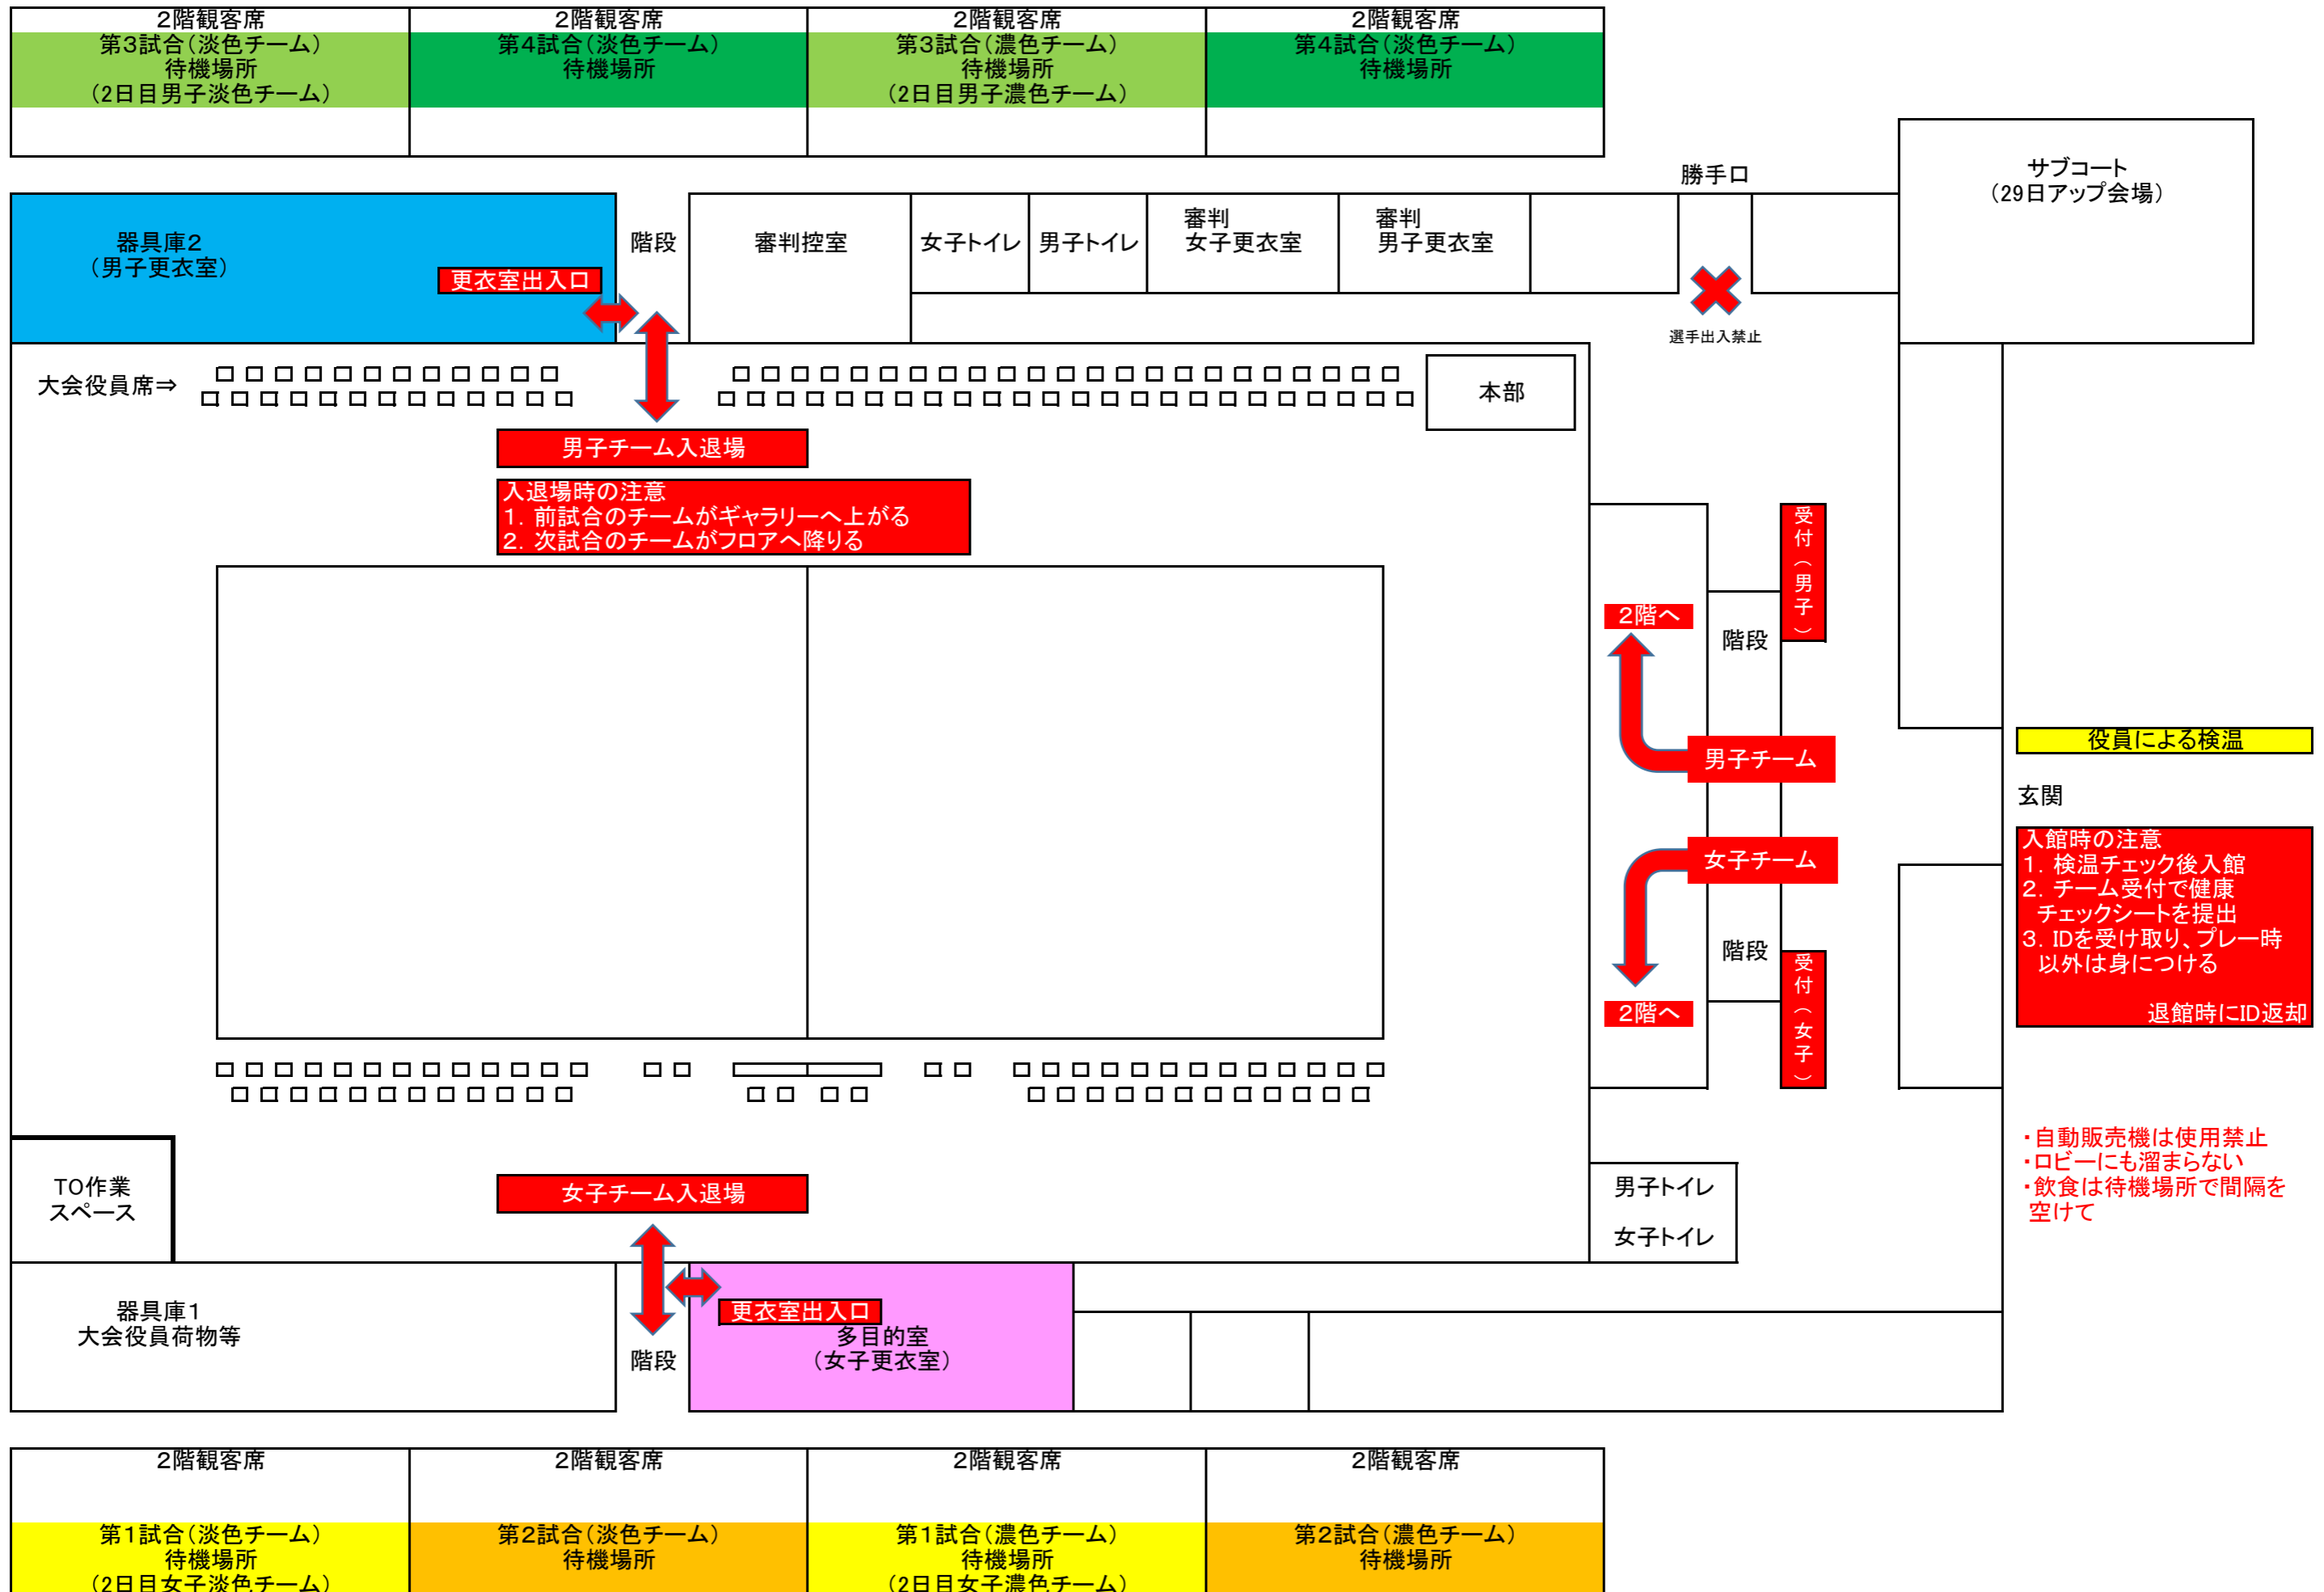 ２階観客席
第３試合（淡色チーム）
待機場所
（2日目男子淡色チーム）
２階観客席
第４試合（淡色チーム）
待機場所
２階観客席
第３試合（濃色チーム）
待機場所
（2日目男子濃色チーム）
２階観客席
第４試合（淡色チーム）
待機場所
勝手口
サブコート
（29日アップ会場）
器具庫２
（男子更衣室）
更衣室出入口
階段
審判控室
女子トイレ
男子トイレ
審判
女子更衣室
審判
男子更衣室
選手出入禁止
大会役員席⇒
本部
男子チーム入退場
入退場時の注意
１．前試合のチームがギャラリーへ上がる
２．次試合のチームがフロアへ降りる
受付（男子）
２階へ
階段
男子チーム
役員による検温
玄関
女子チーム
入館時の注意
１．検温チェック後入館
２．チーム受付で健康
チェックシートを提出
３．IDを受け取り、プレー時
以外は身につける
退館時にID返却
階段
受付（女子）
２階へ
・自動販売機は使用禁止
・ロビーにも溜まらない
・飲食は待機場所で間隔を
空けて
TO作業
スペース
女子チーム入退場
男子トイレ
女子トイレ
器具庫１
大会役員荷物等
階段
更衣室出入口
多目的室
（女子更衣室）
２階観客席
第１試合（淡色チーム）
待機場所
（2日目女子淡色チーム）
２階観客席
第２試合（淡色チーム）
待機場所
２階観客席
第１試合（濃色チーム）
待機場所
（2日目女子濃色チーム）
２階観客席
第２試合（濃色チーム）
待機場所